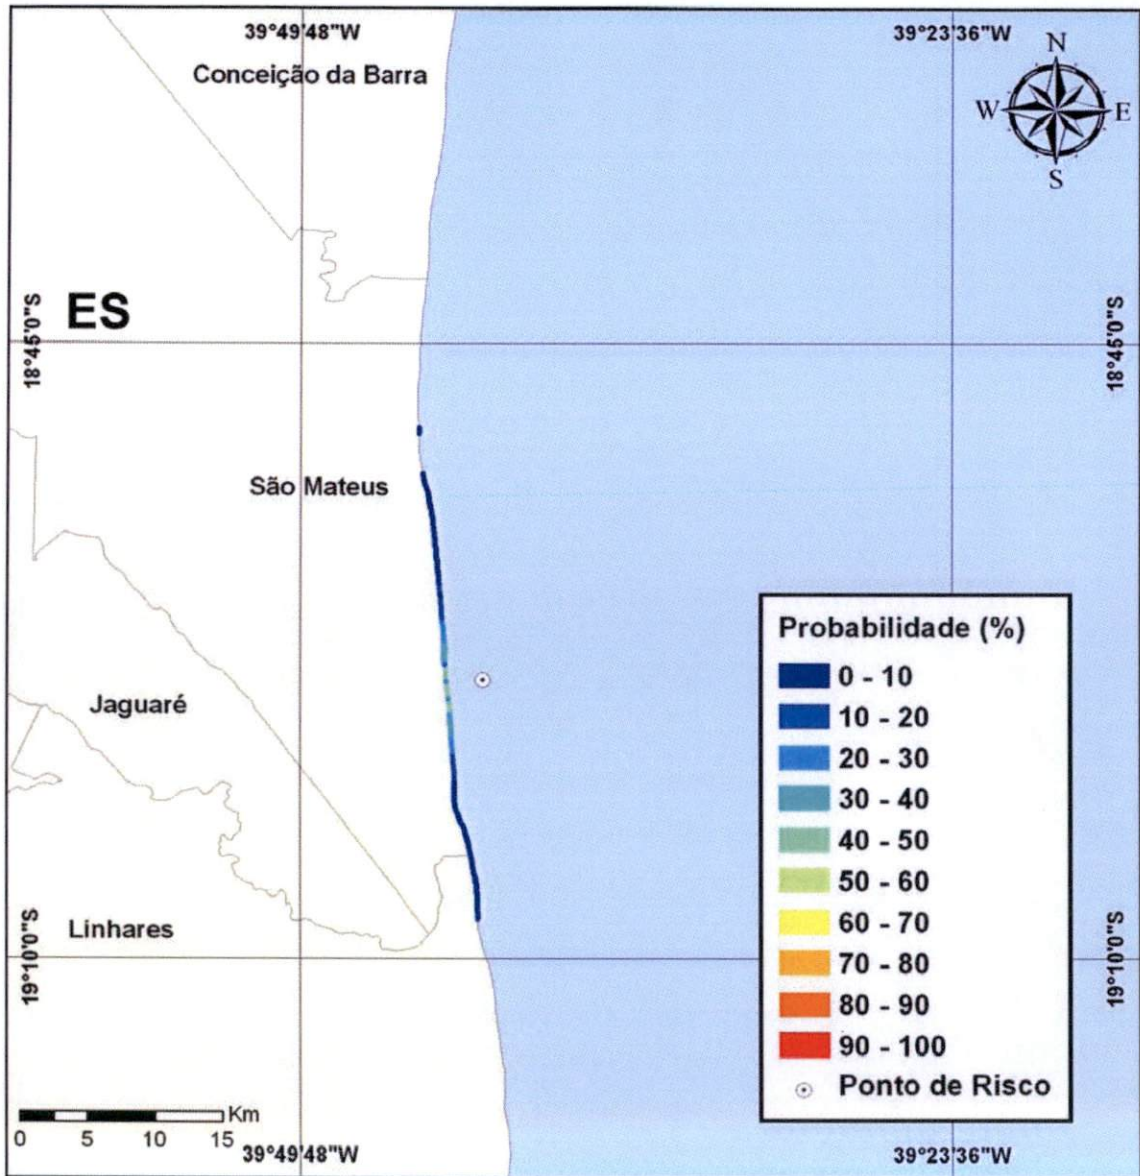 39°49'48"W
39°23'36"W
Conceição da Barra
N
W
E
S
ES
18°45'0"S
18°45'0"S
São Mateus
Probabilidade (%)
0 - 10
10 - 20
20 - 30
30 - 40
40 - 50
50 - 60
60 - 70
70 - 80
80 - 90
90 - 100
Ponto de Risco
Jaguaré
Linhares
19°10'0"S
19°10'0"S
Km
0 5 10 15
39°49'48"W
39°23'36"W